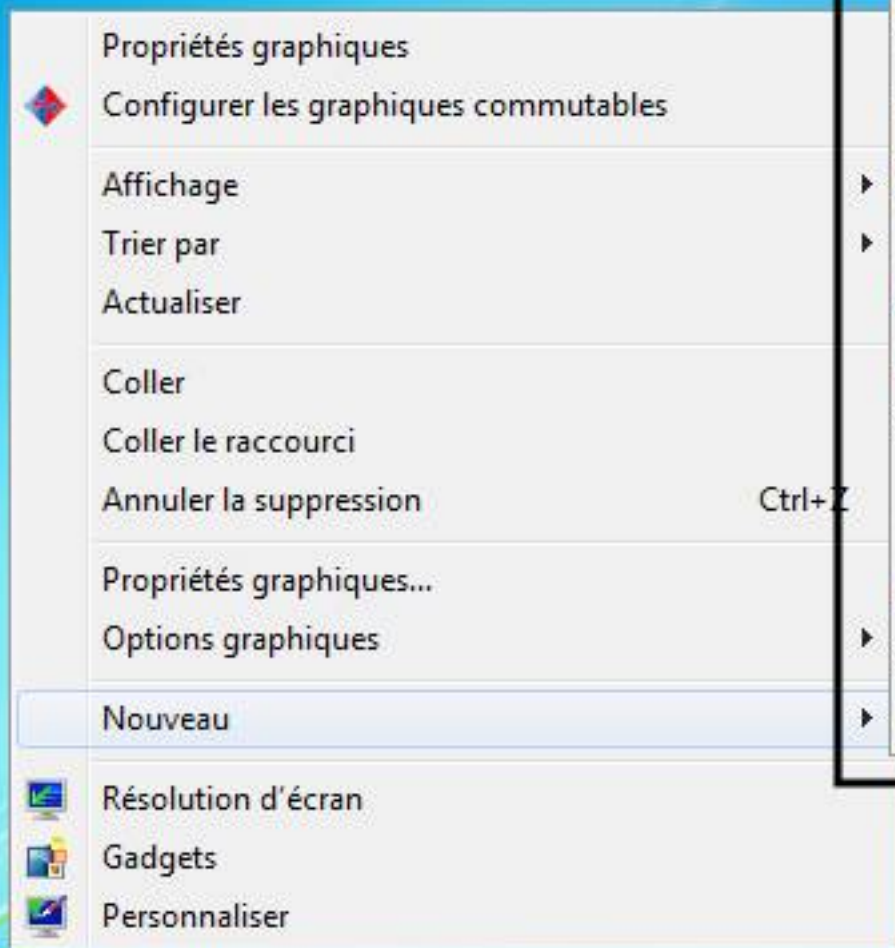 Propriétés graphiques
Configurer les graphiques commutables
Affichage
Trier par
Actualiser
Coller
Coller le raccourci
Annuler la suppression Ctrl+Z
Propriétés graphiques...
Options graphiques
Nouveau
Résolution d'écran
Gadgets
Personnaliser